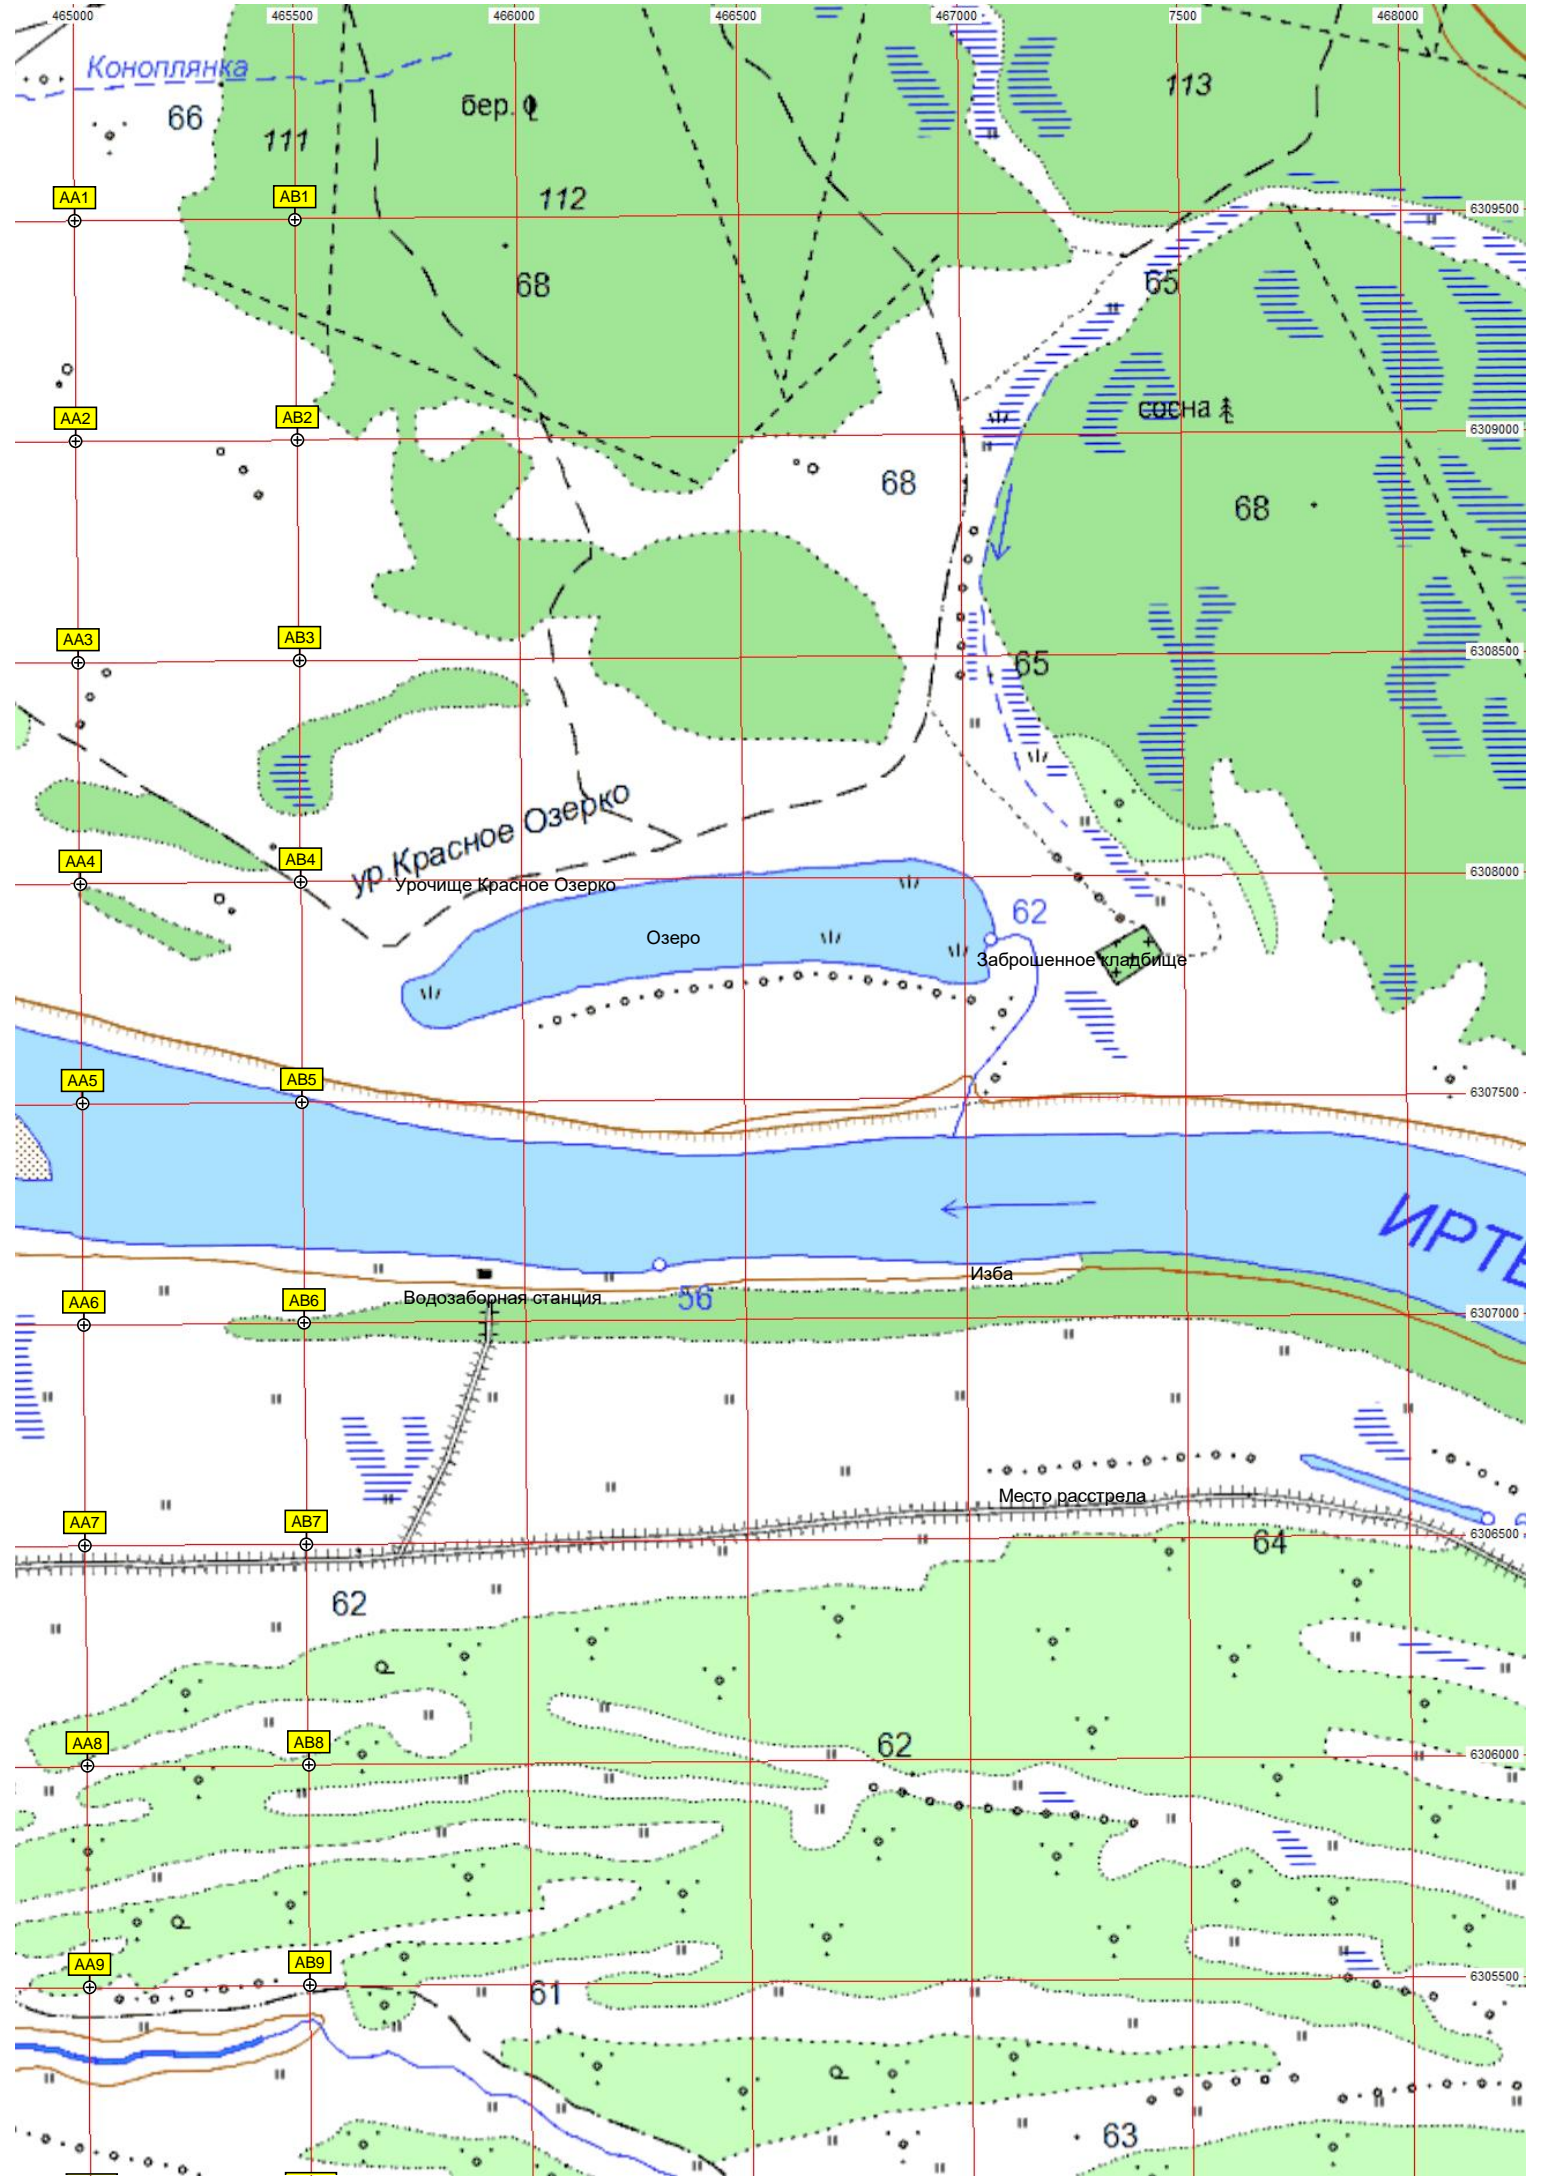 465000 465500 466000 466500 467000 7500 468000
Коноплянка
66
111
бер.
112
113
AA1 AB1
6309500
68
65
AA2 AB2
сосна
6309000
68
68
AA3 AB3
6308500
65
ур Красное Озерко
AA4 AB4
Урочище Красное Озерко
6308000
62
Озеро
Заброшенное кладбище
AA5 AB5
6307500
ИРТЕ
Изба
Водозаборная станция
56
AA6 AB6
6307000
Место расстрела
AA7 AB7
6306500
64
62
AA8 AB8
62
6306000
AA9 AB9
61
6305500
63